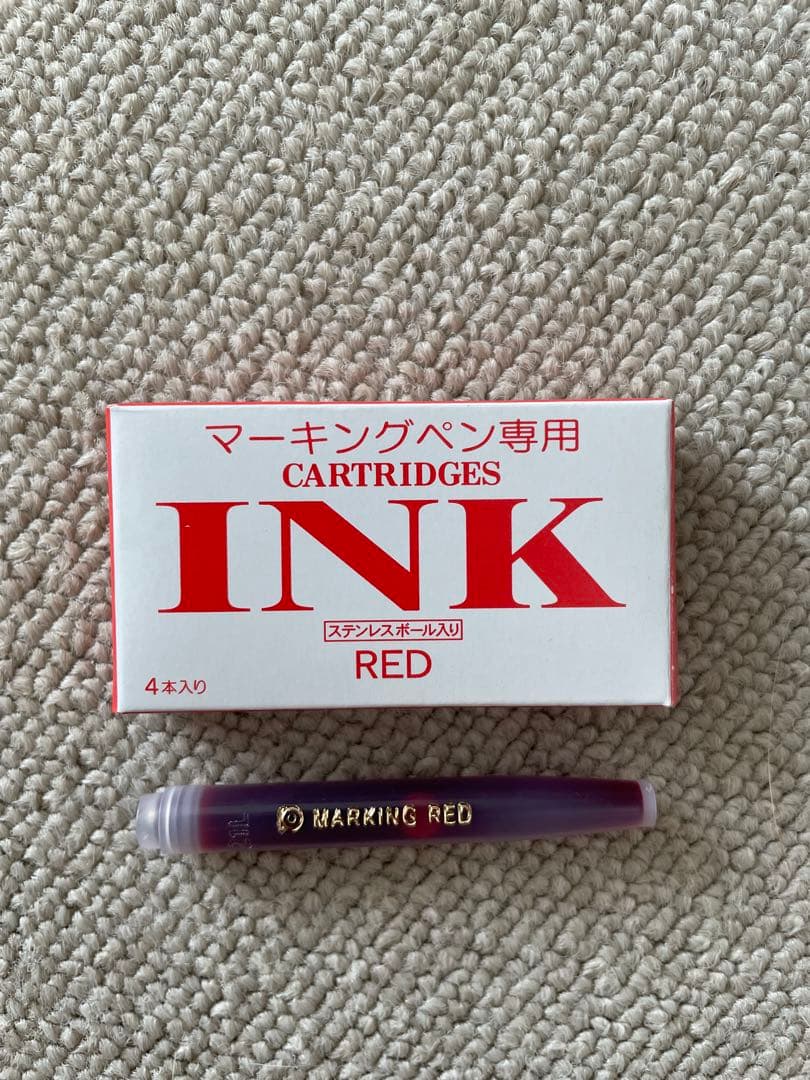 マーキングペン専用
CARTRIDGES
INK
ステンレスボール入り
RED
4本入り
MARKING RED